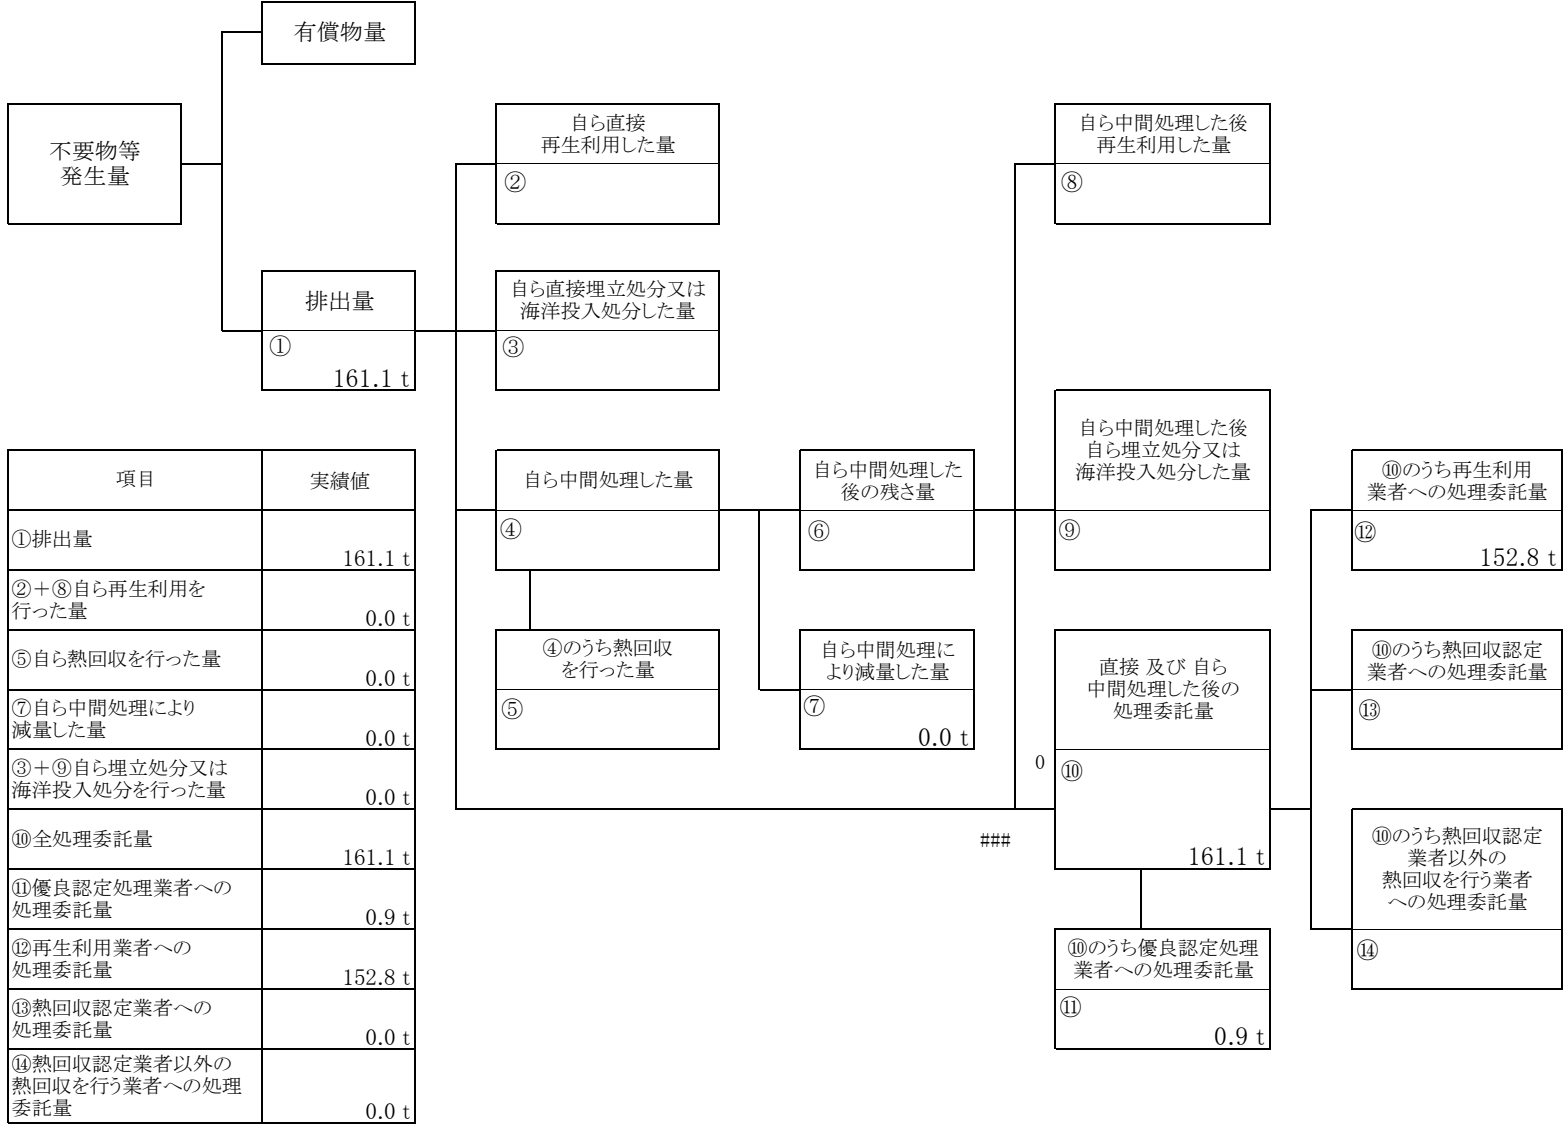 有償物量
不要物等
発生量
自ら直接
再生利用した量
②
自ら中間処理した後
再生利用した量
⑧
排出量
①
161.1 t
自ら直接埋立処分又は
海洋投入処分した量
③
自ら中間処理した量
④
自ら中間処理した
後の残さ量
⑥
自ら中間処理した後
自ら埋立処分又は
海洋投入処分した量
⑨
⑩のうち再生利用
業者への処理委託量
⑫
152.8 t
④のうち熱回収
を行った量
⑤
自ら中間処理に
より減量した量
⑦
0.0 t
直接 及び 自ら
中間処理した後の
処理委託量
0
⑩
161.1 t
###
⑩のうち熱回収認定
業者への処理委託量
⑬
⑩のうち熱回収認定
業者以外の
熱回収を行う業者
への処理委託量
⑭
⑩のうち優良認定処理
業者への処理委託量
⑪
0.9 t
項目 実績値
①排出量
161.1 t
②＋⑧自ら再生利用を
行った量
0.0 t
⑤自ら熱回収を行った量
0.0 t
⑦自ら中間処理により
減量した量
0.0 t
③＋⑨自ら埋立処分又は
海洋投入処分を行った量
0.0 t
⑩全処理委託量
161.1 t
⑪優良認定処理業者への
処理委託量
0.9 t
⑫再生利用業者への
処理委託量
152.8 t
⑬熱回収認定業者への
処理委託量
0.0 t
⑭熱回収認定業者以外の
熱回収を行う業者への処理
委託量
0.0 t